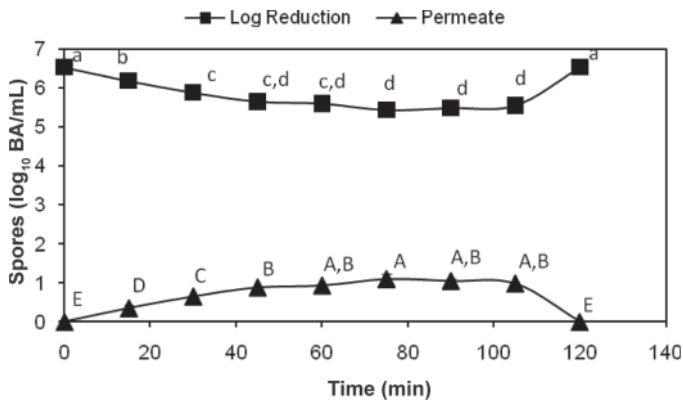 Log Reduction Permeate
7
6
5
4
3
2
1
0
Spores (log10 BA/mL)
a b c c,d c,d d d d a
E D C B A,B A A,B A,B E
0 20 40 60 80 100 120 140
Time (min)